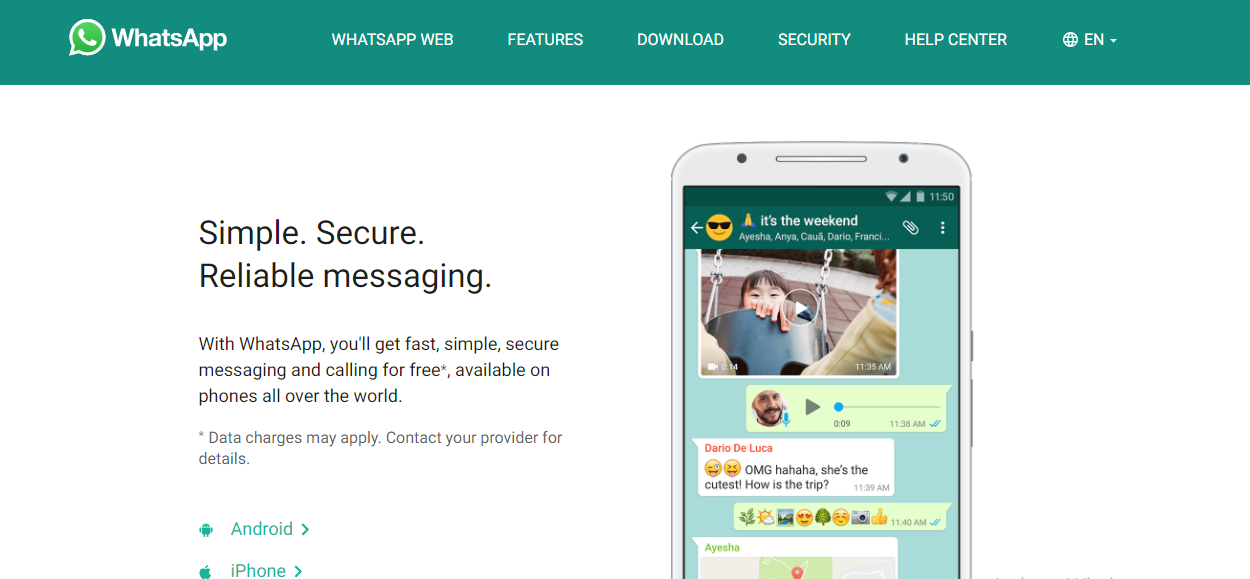 WhatsApp
WHATSAPP WEB
FEATURES
DOWNLOAD
SECURITY
HELP CENTER
EN
Simple. Secure.
Reliable messaging.
With WhatsApp, you'll get fast, simple, secure
messaging and calling for free*, available on
phones all over the world.
* Data charges may apply. Contact your provider for
details.
Android
iPhone
11:50
it's the weekend
Ayesha, Anya, Cauã, Dario, Franci...
0:14
11:35 AM
0:09
11:38 AM
Dario De Luca
OMG hahaha, she's the
cutest! How is the trip?
11:39 AM
11:40 AM
Ayesha